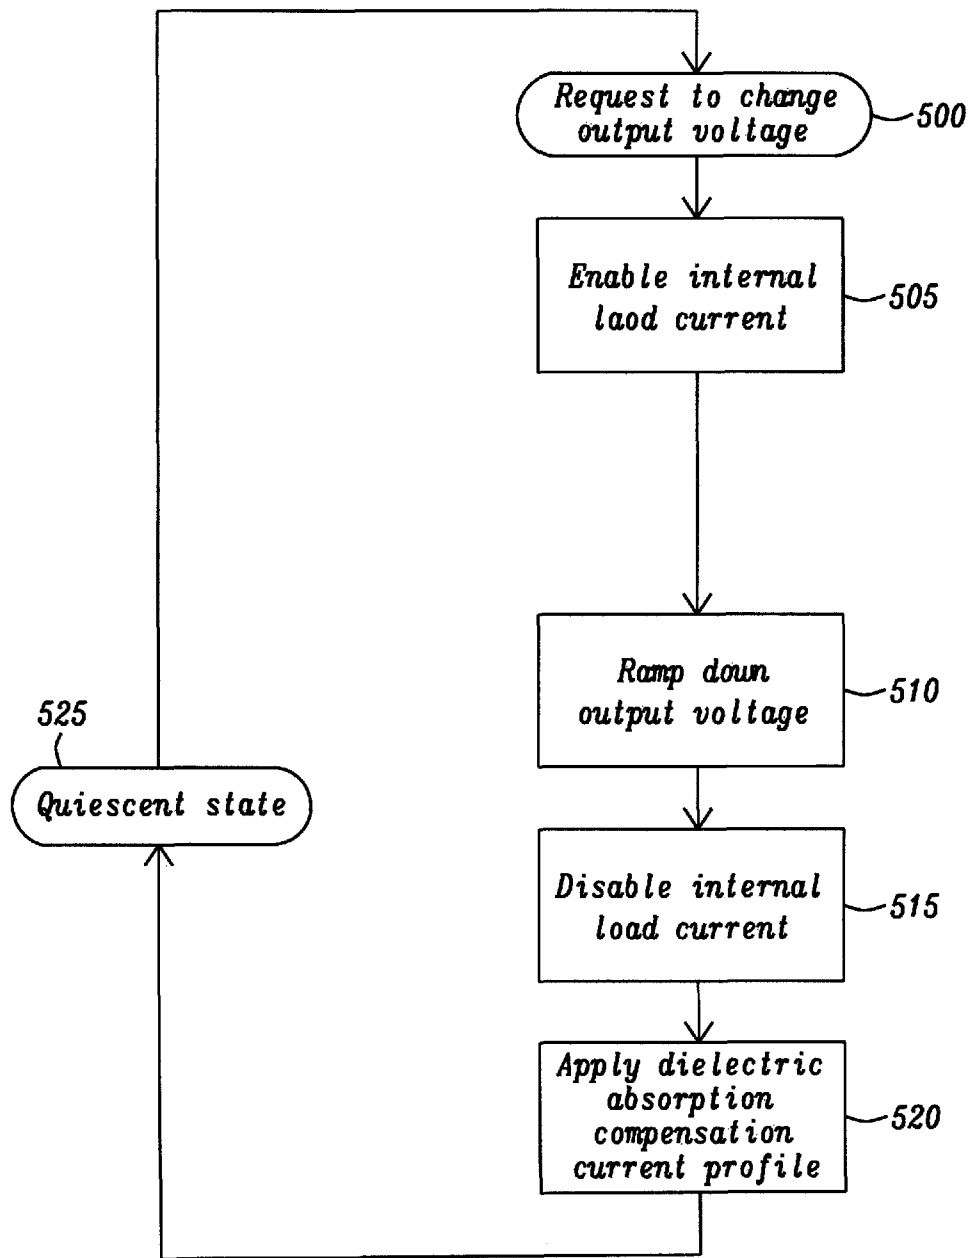 Request to change
output voltage
500
Enable internal
laod current
505
Ramp down
output voltage
510
525
Quiescent state
Disable internal
load current
515
Apply dielectric
absorption
compensation
current profile
520